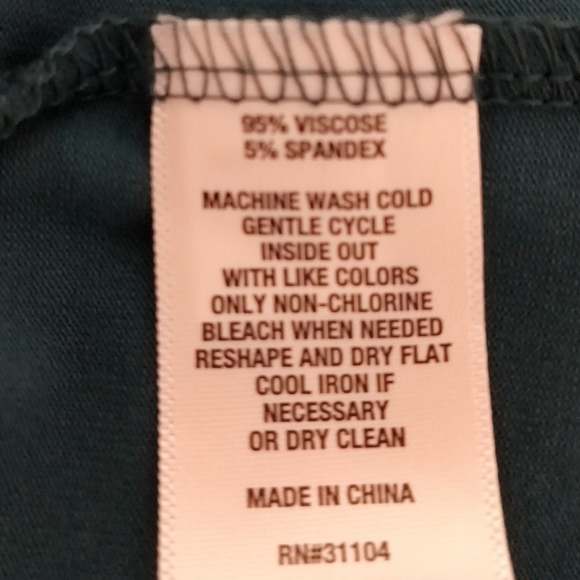 95% VISCOSE
5% SPANDEX
MACHINE WASH COLD
GENTLE CYCLE
INSIDE OUT
WITH LIKE COLORS
ONLY NON-CHLORINE
BLEACH WHEN NEEDED
RESHAPE AND DRY FLAT
COOL IRON IF
NECESSARY
OR DRY CLEAN
MADE IN CHINA
RN#31104